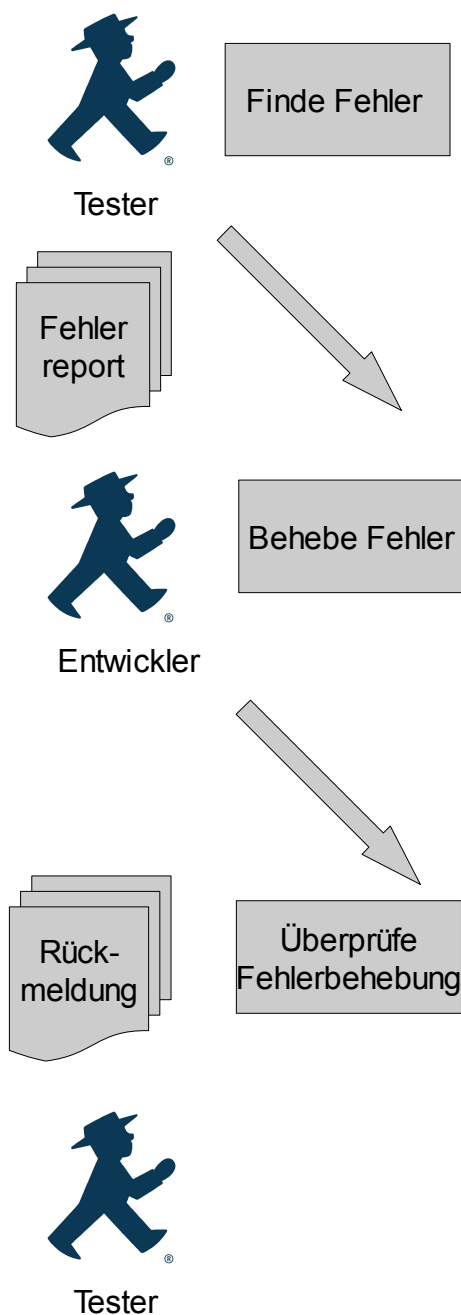 Finde Fehler
®
Tester
Fehler
report
Behebe Fehler
®
Entwickler
Rück-
meldung
Überprüfe
Fehlerbehebung
®
Tester